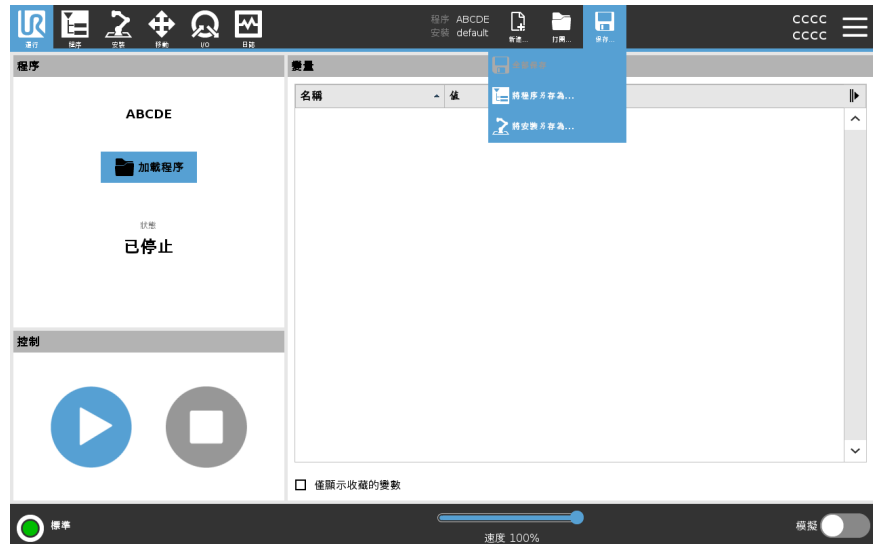 UR
運行
程序
安裝
移動
I/O
日誌
程序 ABCDE
安裝 default
新建...
打開...
保存...
cccc
cccc
程序
ABCDE
加載程序
狀態
已停止
控制
變量
名稱
值
將程序另存為...
將安裝另存為...
僅顯示收藏的變數
標準
速度 100%
模擬